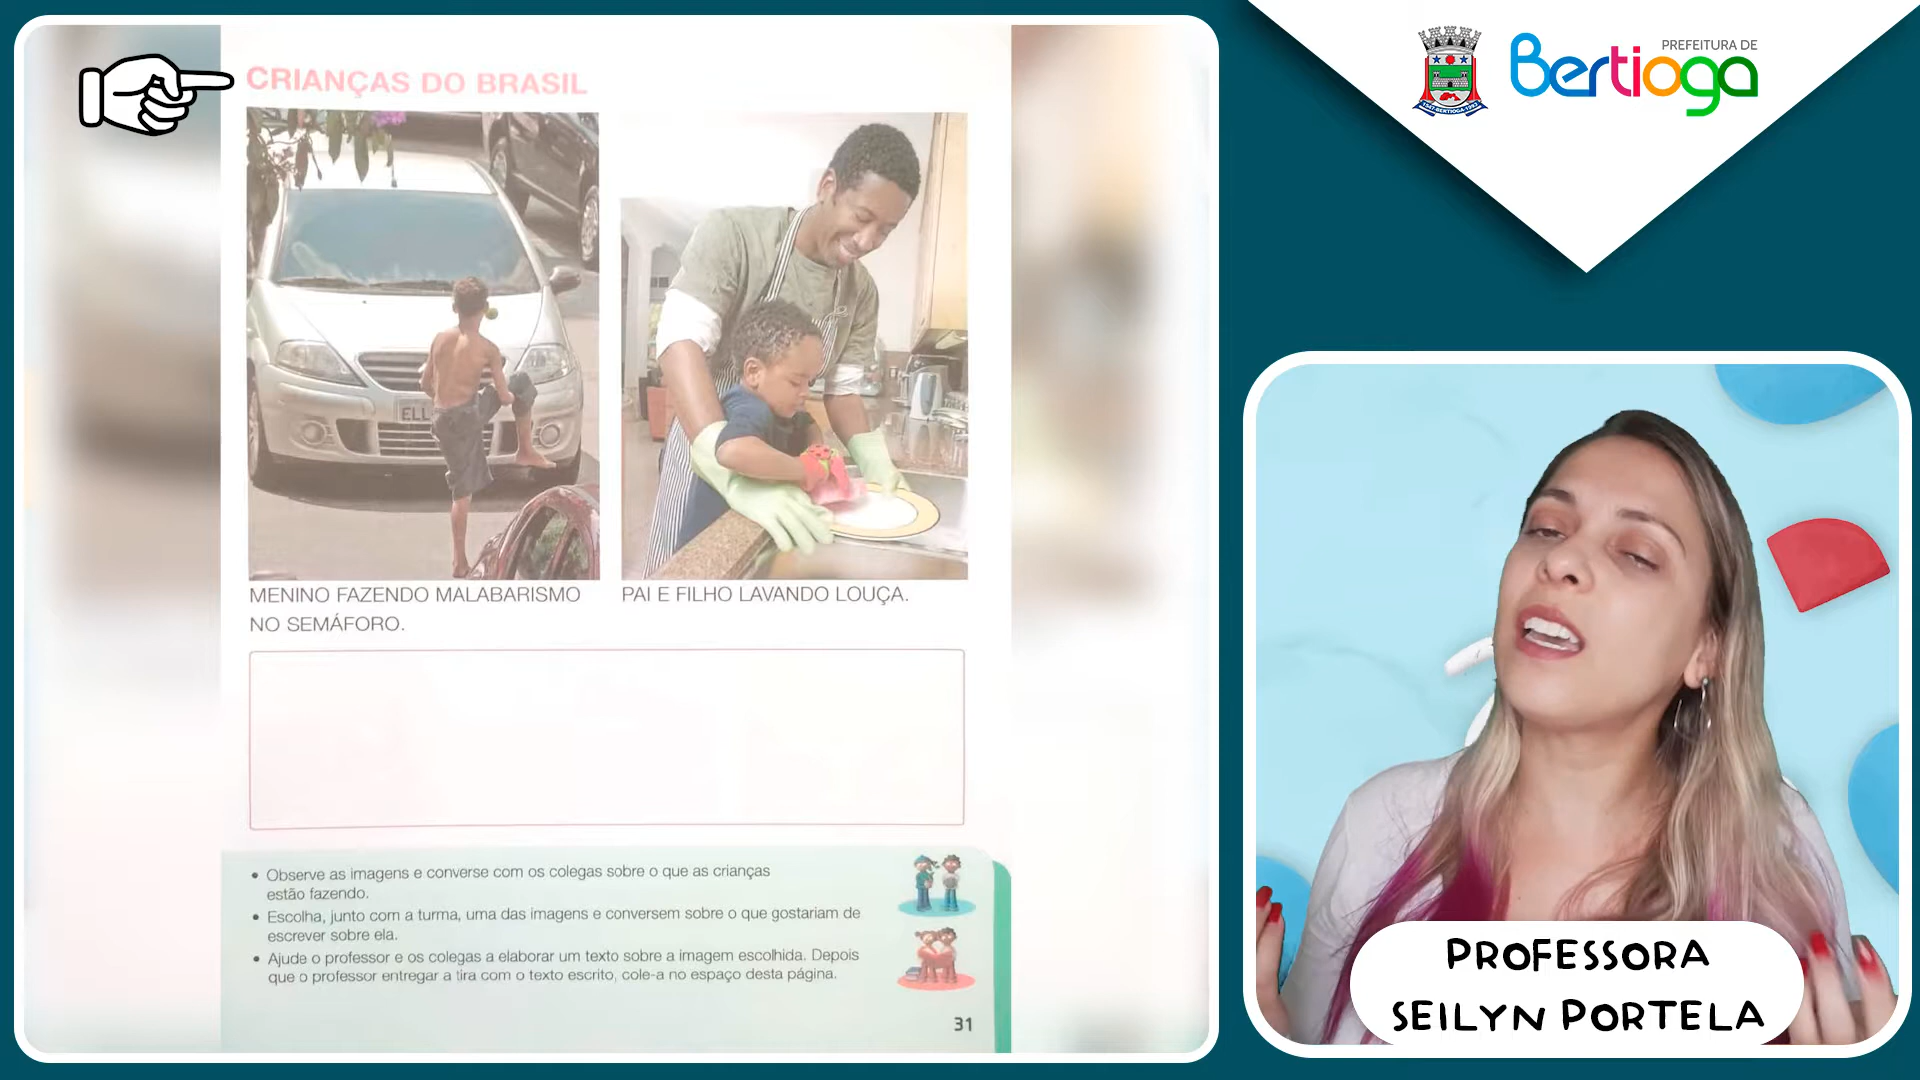 CRIANÇAS DO BRASIL
ELL
MENINO FAZENDO MALABARISMO
NO SEMÁFORO.
PAI E FILHO LAVANDO LOUÇA.
• Observe as imagens e converse com os colegas sobre o que as crianças
estão fazendo.
• Escolha, junto com a turma, uma das imagens e conversem sobre o que gostariam de
escrever sobre ela.
• Ajude o professor e os colegas a elaborar um texto sobre a imagem escolhida. Depois
que o professor entregar a tira com o texto escrito, cole-a no espaço desta página.
31
PREFEITURA DE
Bertioga
PROFESSORA
SEILYN PORTELA